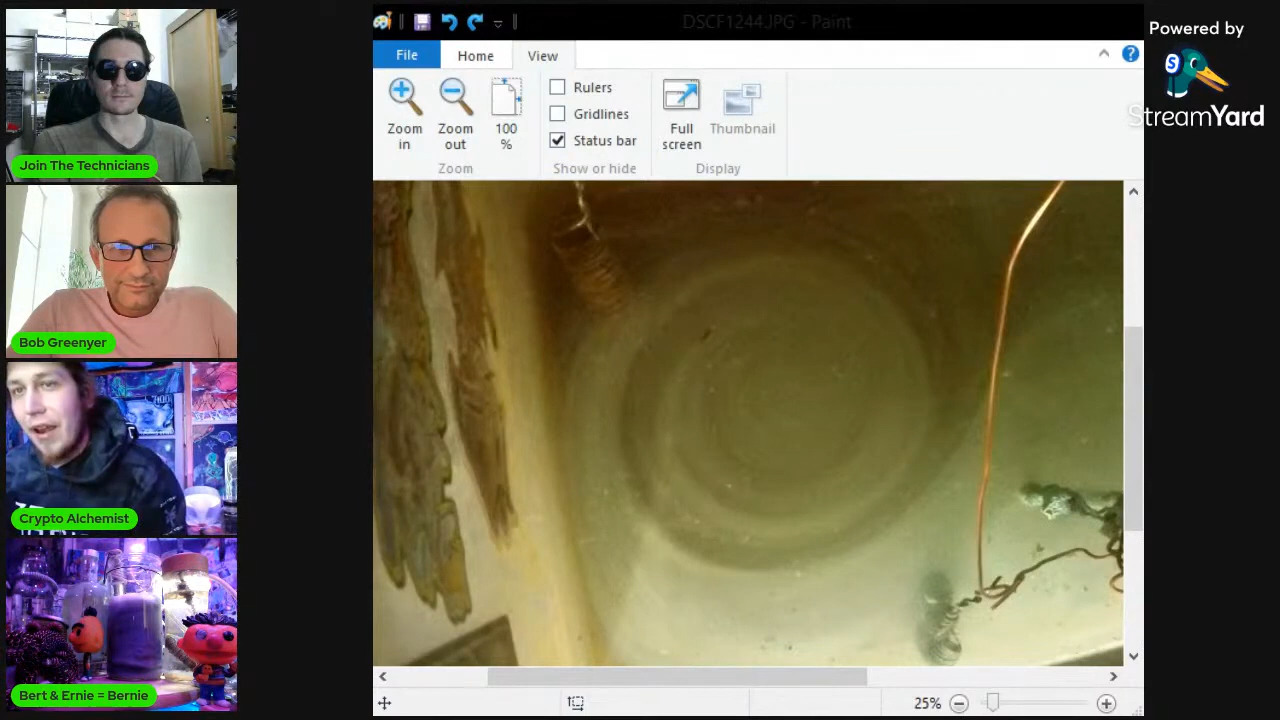 Join The Technicians
Bob Greenyer
Crypto Alchemist
Bert & Ernie = Bernie
DSCF1244.JPG - Paint
File
Home
View
Zoom in
Zoom out
100 %
Zoom
Rulers
Gridlines
Status bar
Show or hide
Full screen
Thumbnail
Display
25%
Powered by
S
StreamYard